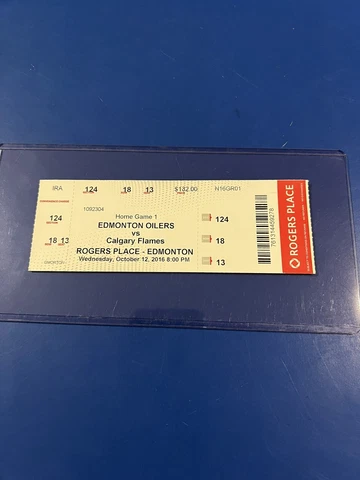 IRA 124 18 13 $132.00 N16GR01
1092304
Home Game 1
124 EDMONTON OILERS 124
vs
18 13 Calgary Flames 18
ROGERS PLACE - EDMONTON 13
Wednesday, October 12, 2016 8:00 PM
ROGERS PLACE